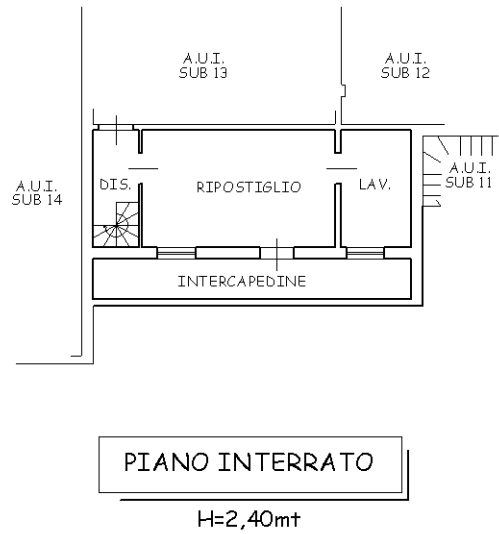 A.U.I.
SUB 13
A.U.I.
SUB 12
A.U.I.
SUB 11
A.U.I.
SUB 14
DIS.
RIPOSTIGLIO
LAV.
INTERCAPEDINE
PIANO INTERRATO
H=2,40mt